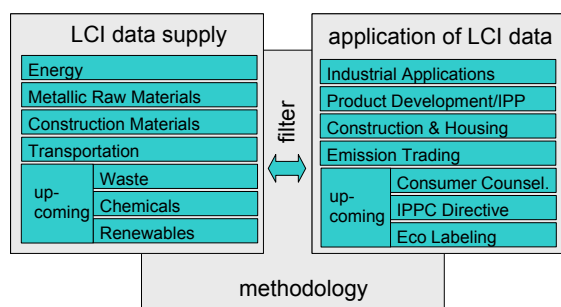 LCI data supply
Energy
Metallic Raw Materials
Construction Materials
Transportation
up-
coming
Waste
Chemicals
Renewables
filter
application of LCI data
Industrial Applications
Product Development/IPP
Construction & Housing
Emission Trading
up-
coming
Consumer Counsel.
IPPC Directive
Eco Labeling
methodology